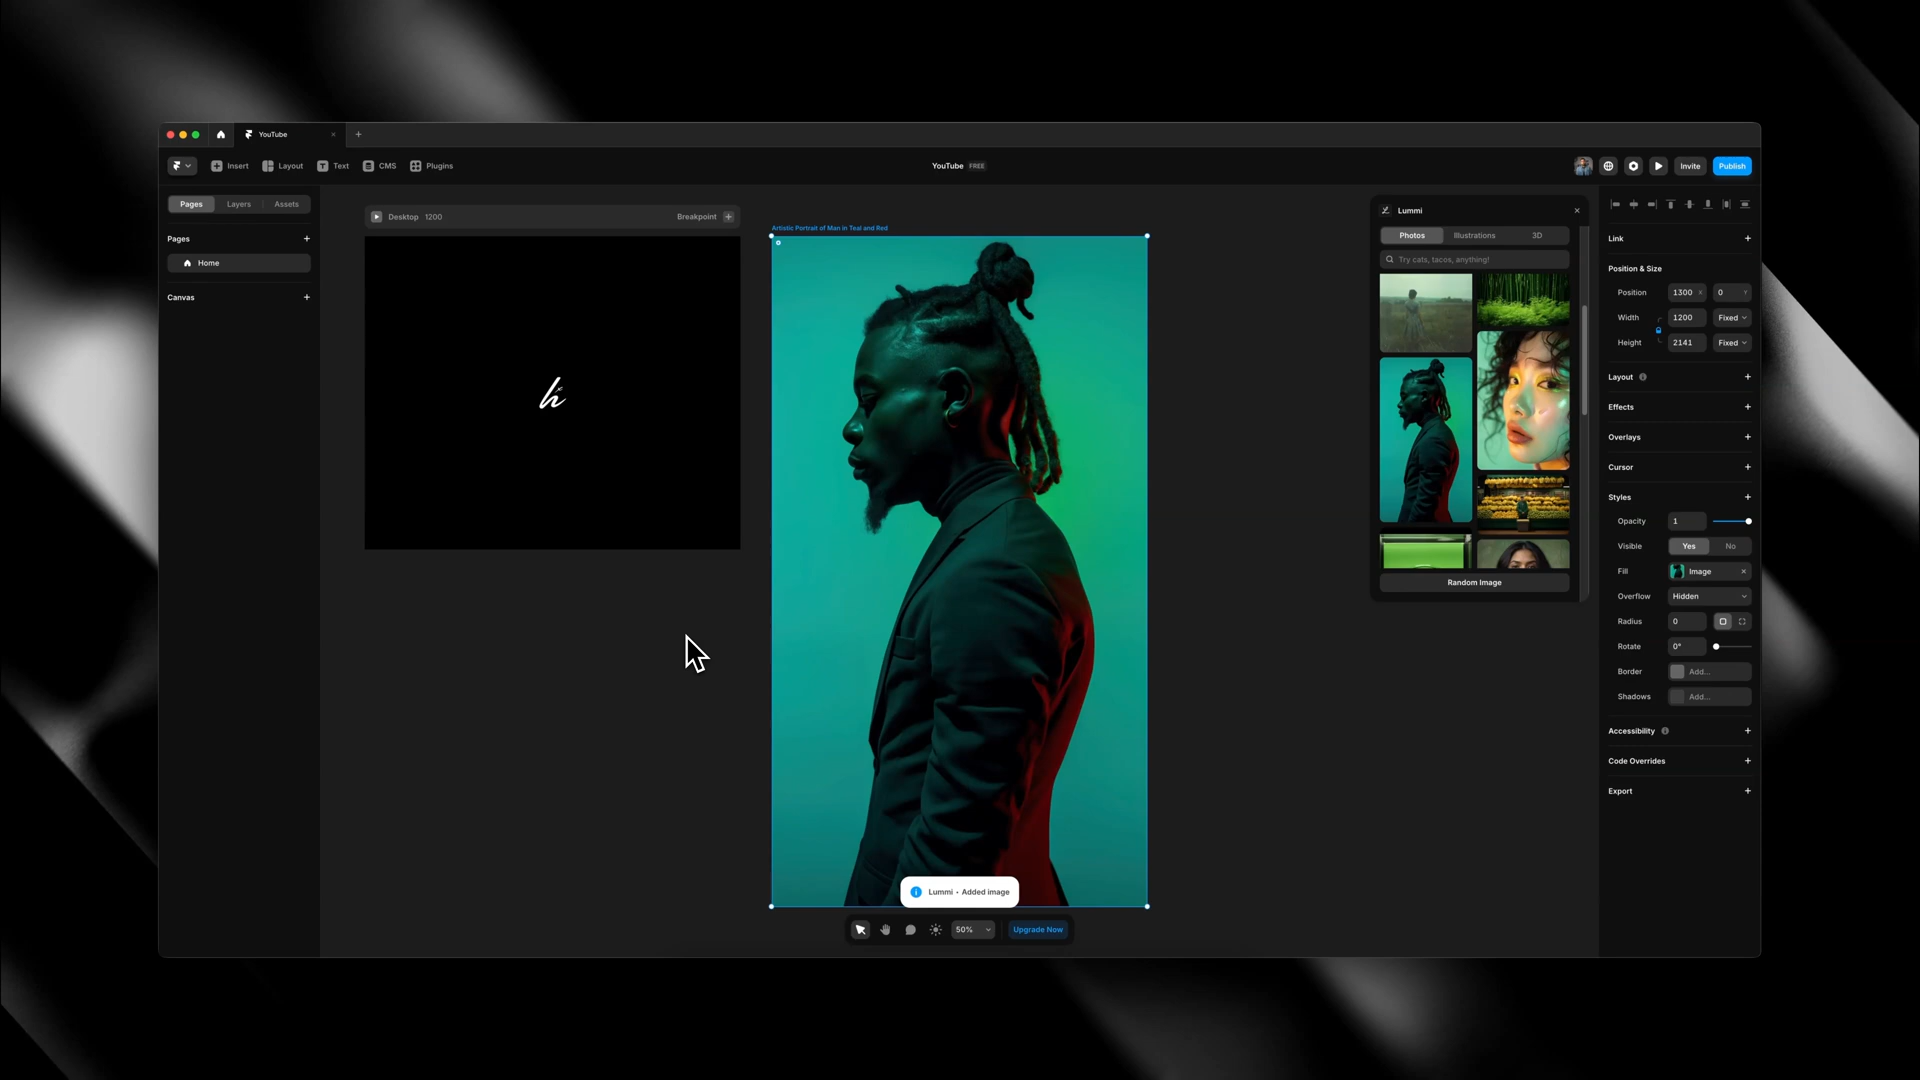 YouTube
Insert
Layout
Text
CMS
Plugins
YouTube FREE
Invite
Publish
Pages
Layers
Assets
Pages
Home
Canvas
Desktop 1200
Breakpoint
h
Artistic Portrait of Man in Teal and Red
Lummi • Added image
50%
Upgrade Now
Lummi
Photos
Illustrations
3D
Try cats, tacos, anything!
Random Image
Link
Position & Size
Position 1300 X 0 Y
Width 1200 Fixed
Height 2141 Fixed
Layout
Effects
Overlays
Cursor
Styles
Opacity 1
Visible Yes No
Fill Image
Overflow Hidden
Radius 0
Rotate 0°
Border Add...
Shadows Add...
Accessibility
Code Overrides
Export